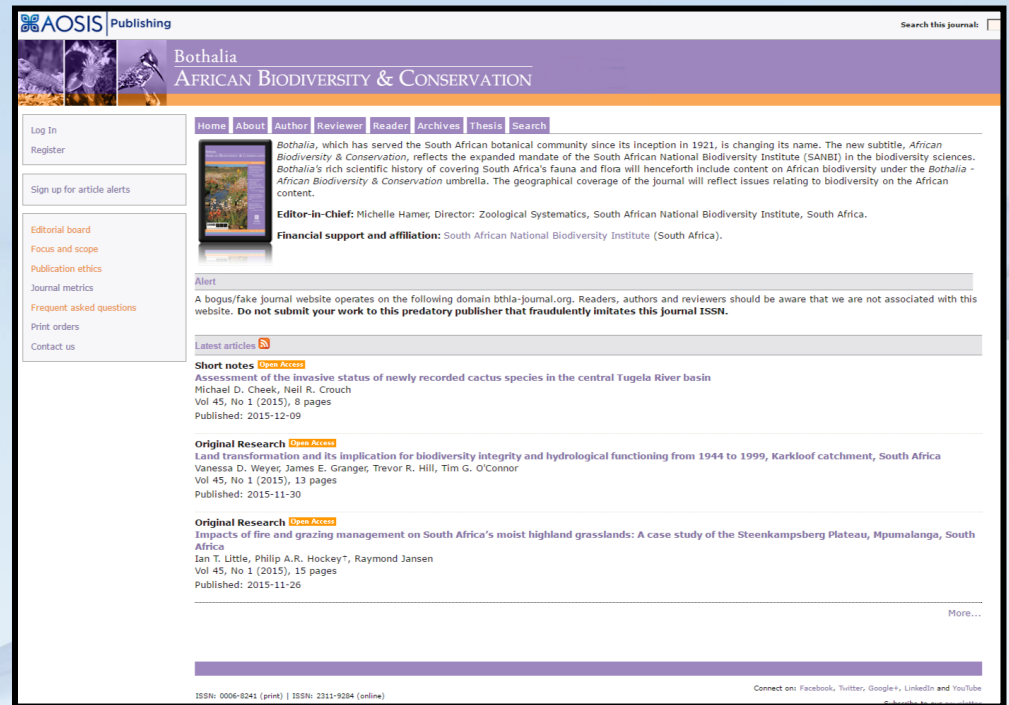 AOSIS Publishing
Search this journal:
Bothalia
AFRICAN BIODIVERSITY & CONSERVATION
Log In
Register
Sign up for article alerts
Editorial board
Focus and scope
Publication ethics
Journal metrics
Frequent asked questions
Print orders
Contact us
Home About Author Reviewer Reader Archives Thesis Search
Bothalia, which has served the South African botanical community since its inception in 1921, is changing its name. The new subtitle, African
Biodiversity & Conservation, reflects the expanded mandate of the South African National Biodiversity Institute (SANBI) in the biodiversity sciences.
Bothalia's rich scientific history of covering South Africa's fauna and flora will henceforth include content on African biodiversity under the Bothalia -
African Biodiversity & Conservation umbrella. The geographical coverage of the journal will reflect issues relating to biodiversity on the African
content.
Editor-in-Chief: Michelle Hamer, Director: Zoological Systematics, South African National Biodiversity Institute, South Africa.
Financial support and affiliation: South African National Biodiversity Institute (South Africa).
Alert
A bogus/fake journal website operates on the following domain bthla-journal.org. Readers, authors and reviewers should be aware that we are not associated with this
website. Do not submit your work to this predatory publisher that fraudulently imitates this journal ISSN.
Latest articles
Short notes Open Access
Assessment of the invasive status of newly recorded cactus species in the central Tugela River basin
Michael D. Cheek, Neil R. Crouch
Vol 45, No 1 (2015), 8 pages
Published: 2015-12-09
Original Research Open Access
Land transformation and its implication for biodiversity integrity and hydrological functioning from 1944 to 1999, Karkloof catchment, South Africa
Vanessa D. Weyer, James E. Granger, Trevor R. Hill, Tim G. O'Connor
Vol 45, No 1 (2015), 13 pages
Published: 2015-11-30
Original Research Open Access
Impacts of fire and grazing management on South Africa's moist highland grasslands: A case study of the Steenkampsberg Plateau, Mpumalanga, South
Africa
Ian T. Little, Philip A.R. Hockey†, Raymond Jansen
Vol 45, No 1 (2015), 15 pages
Published: 2015-11-26
More...
ISSN: 0006-8241 (print) | ISSN: 2311-9284 (online)
Connect on: Facebook, Twitter, Google+, LinkedIn and YouTube